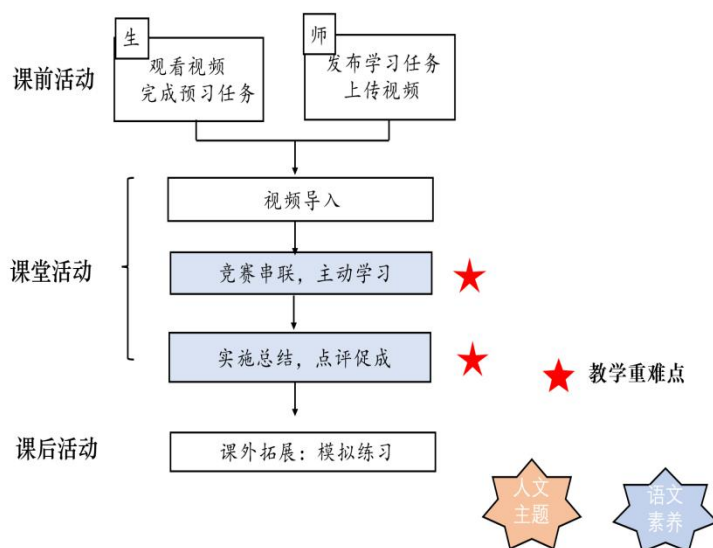 生
观看视频
完成预习任务
师
发布学习任务
上传视频
课前活动
视频导入
课堂活动
竞赛串联，主动学习
实施总结，点评促成
教学重难点
课后活动
课外拓展：模拟练习
人文
主题
语文
素养